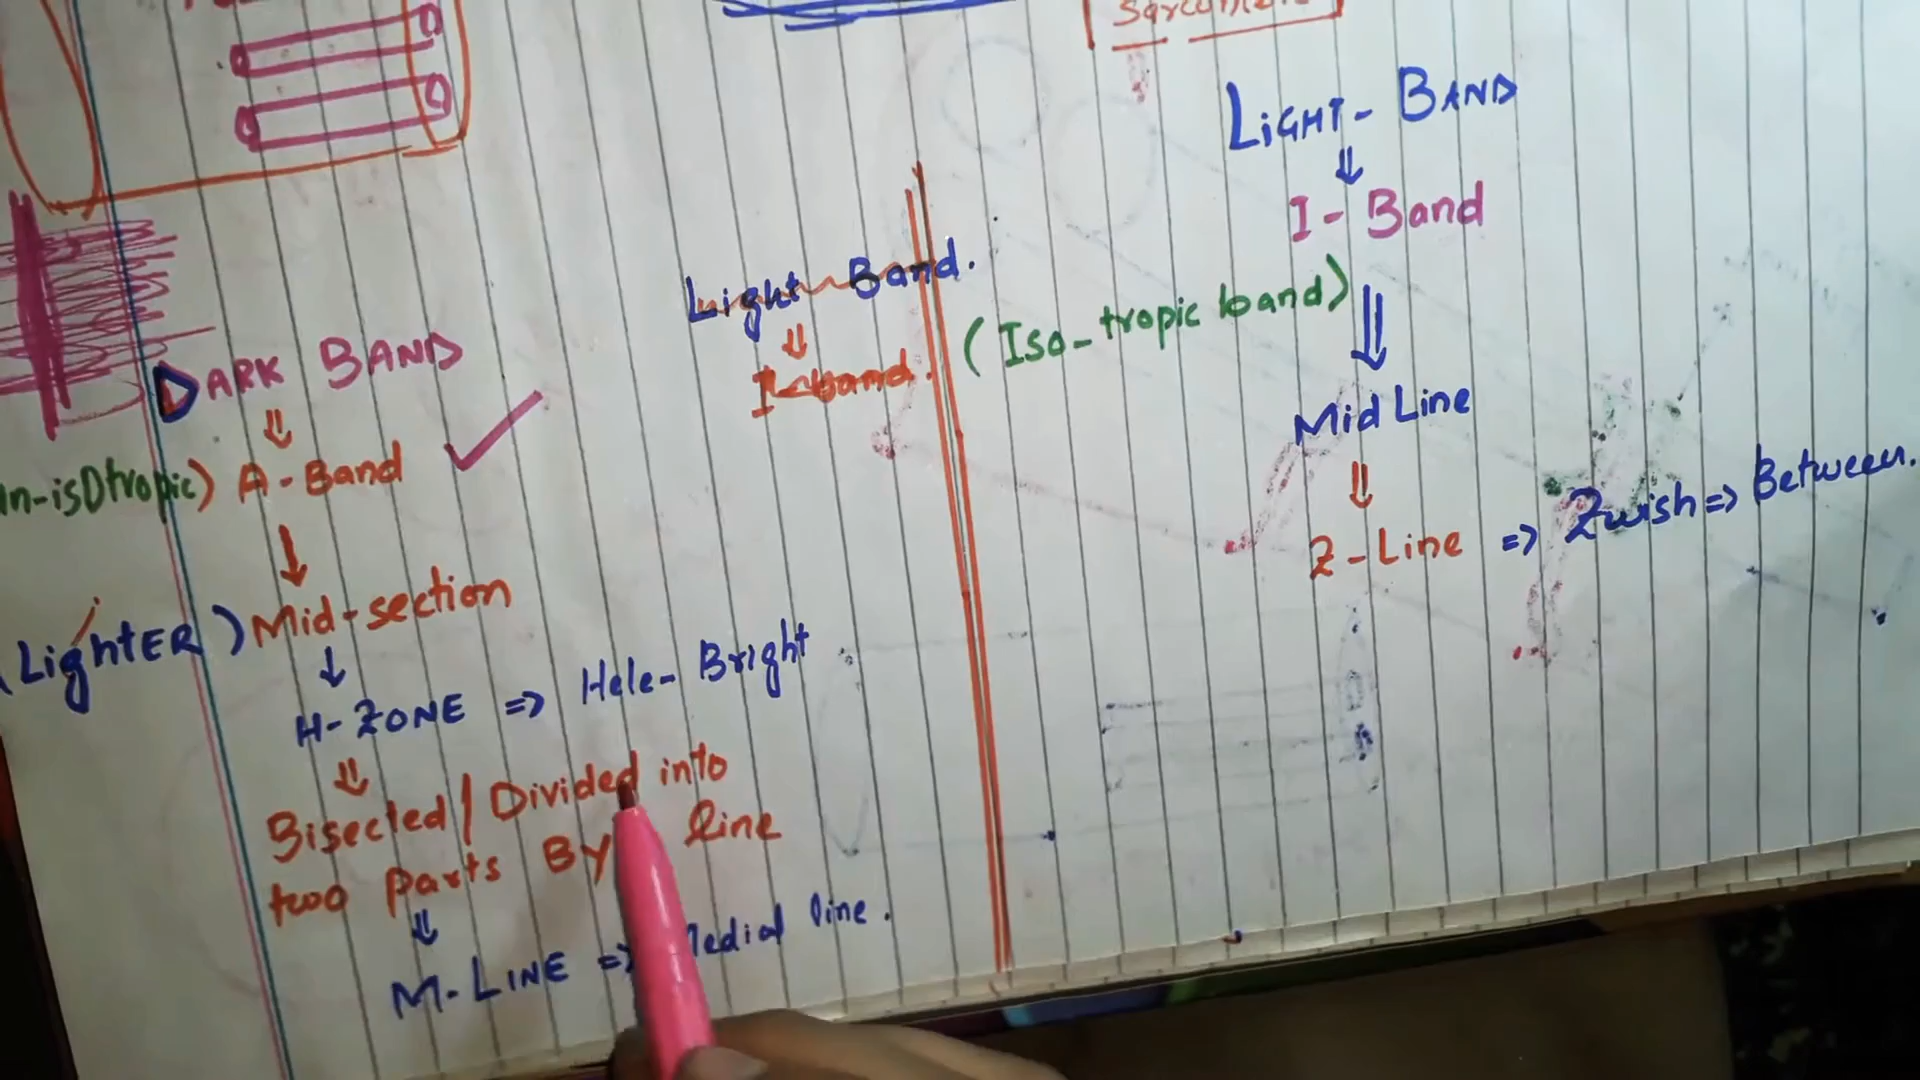 LiGHT- BAND
I- Band
Light Band.
I-band.
(Iso-tropic band)
Mid Line
Z-Line => Zwish => Between.
DARK BAND
n-isOtropic) A-Band
(LighTER) Mid-section
H-ZONE => Hele- Bright
Bisected / Divided into
two parts By line
M-LINE => Medial line.